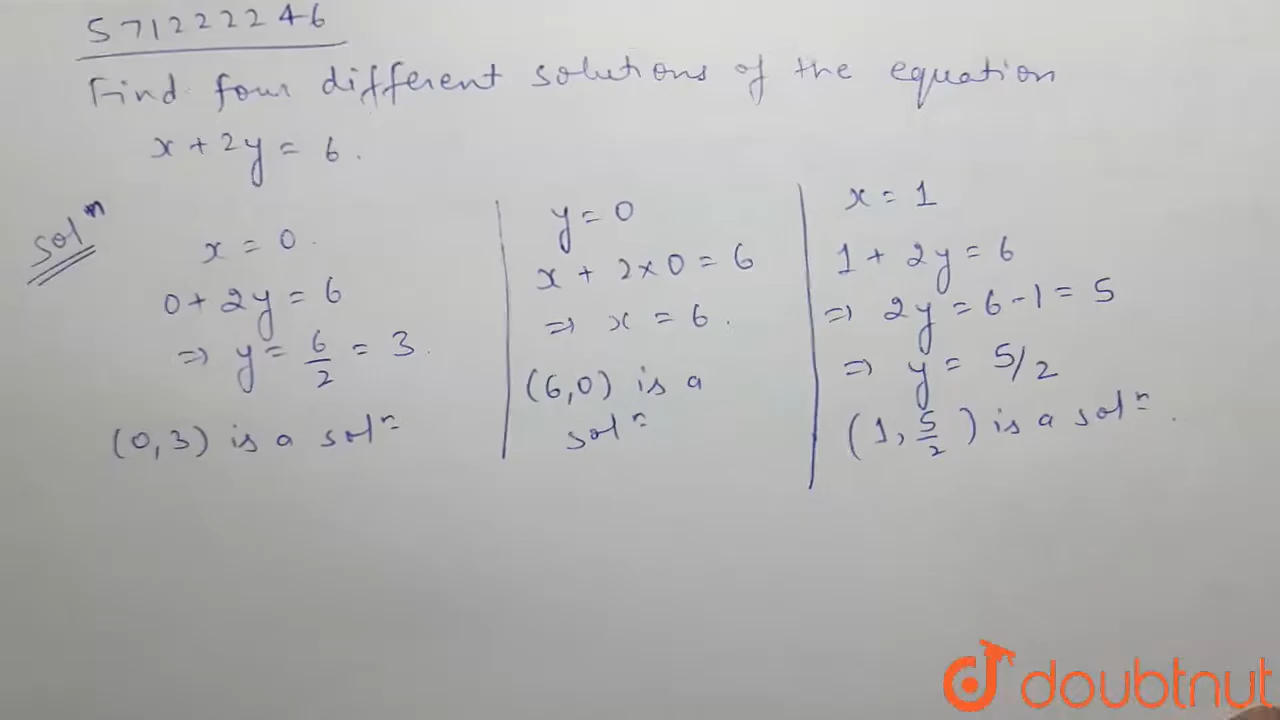 571222246
Find four different solutions of the equation
x + 2y = 6.
Solⁿ
x = 0.
0 + 2y = 6
⇒ y = 6/2 = 3.
(0,3) is a solⁿ
y = 0
x + 2×0 = 6
⇒ x = 6.
(6,0) is a
solⁿ
x = 1
1 + 2y = 6
⇒ 2y = 6 - 1 = 5
⇒ y = 5/2
(1, 5/2) is a solⁿ.
doubtnut